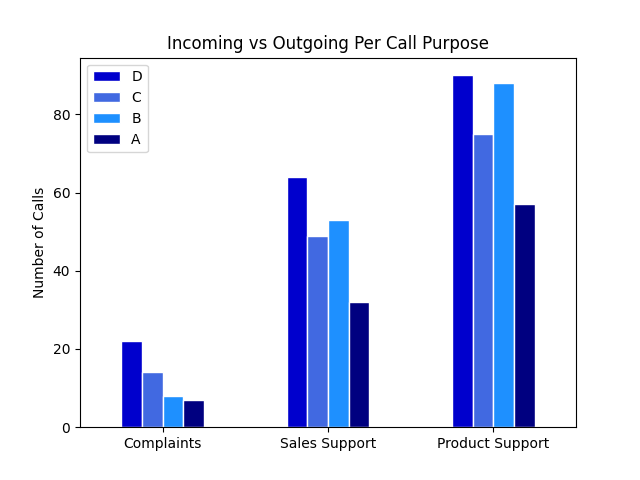 Incoming vs Outgoing Per Call Purpose
D
C
B
A
Number of Calls
80
60
40
20
0
Complaints
Sales Support
Product Support